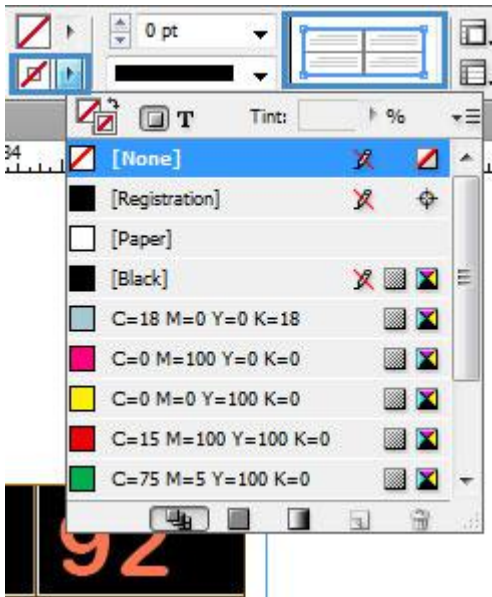 0 pt
T Tint: %
94
[None]
[Registration]
[Paper]
[Black]
C=18 M=0 Y=0 K=18
C=0 M=100 Y=0 K=0
C=0 M=0 Y=100 K=0
C=15 M=100 Y=100 K=0
C=75 M=5 Y=100 K=0
92